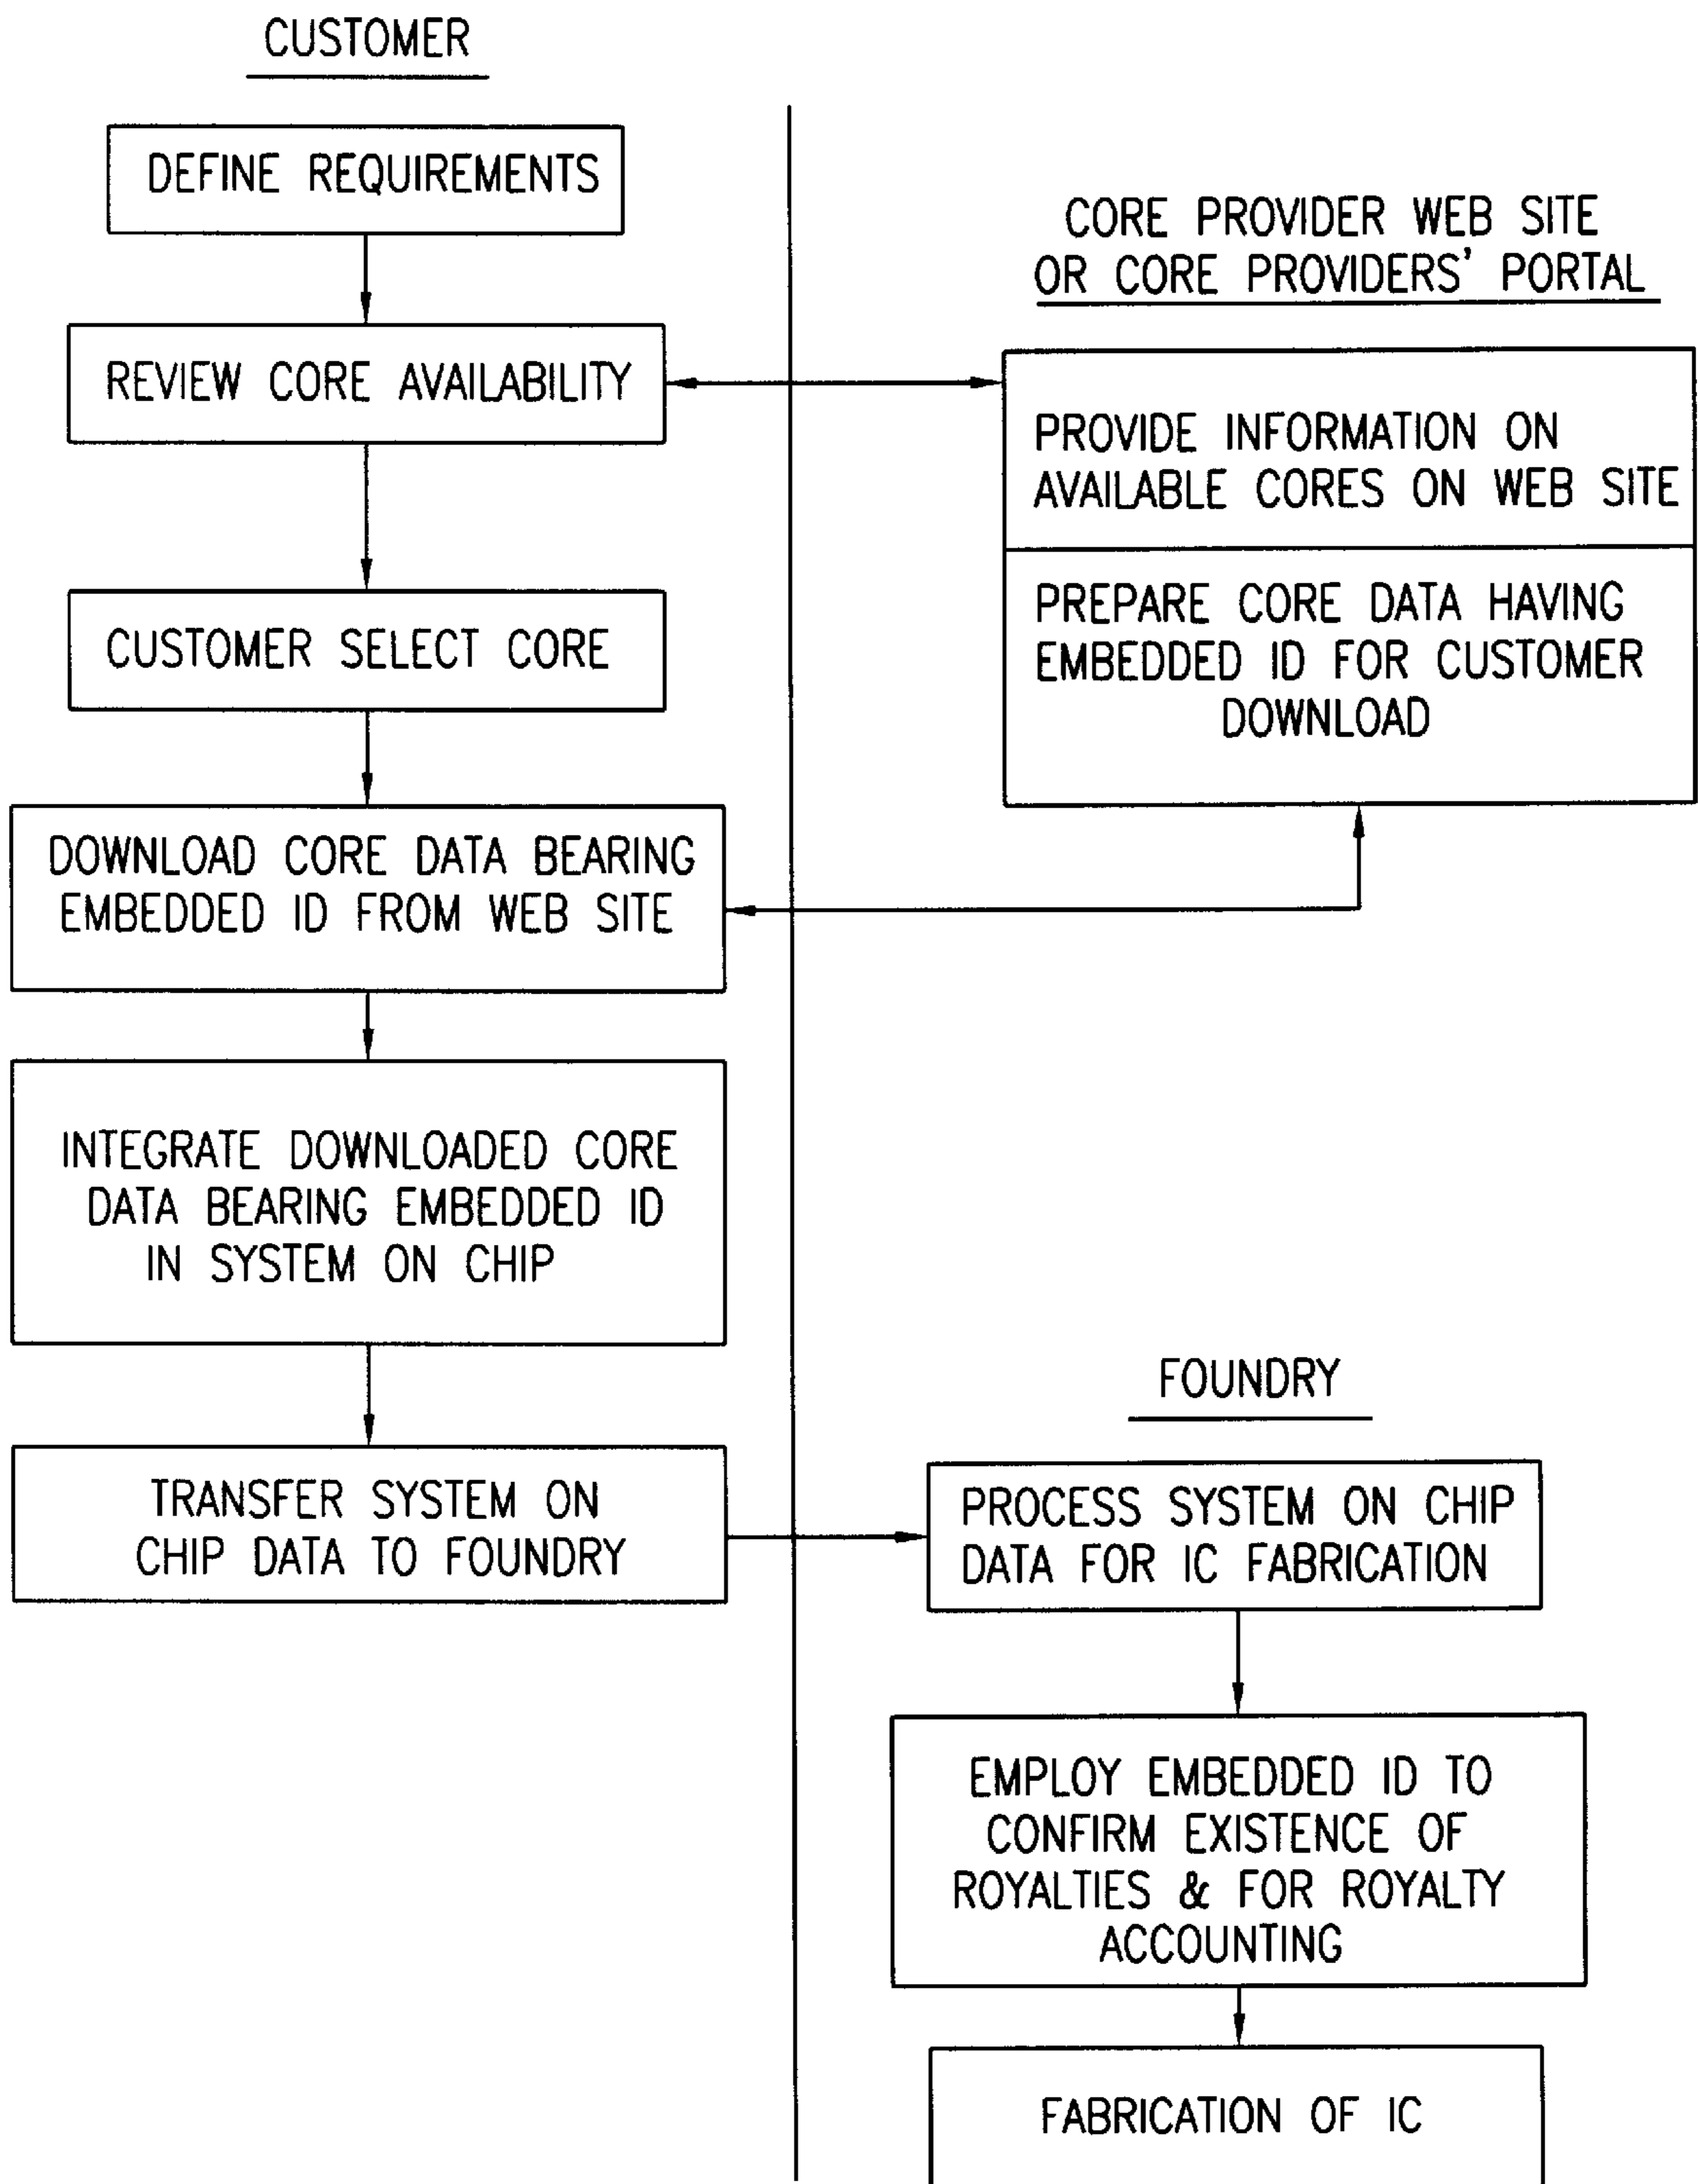 CUSTOMER
DEFINE REQUIREMENTS
REVIEW CORE AVAILABILITY
CUSTOMER SELECT CORE
DOWNLOAD CORE DATA BEARING
EMBEDDED ID FROM WEB SITE
INTEGRATE DOWNLOADED CORE
DATA BEARING EMBEDDED ID
IN SYSTEM ON CHIP
TRANSFER SYSTEM ON
CHIP DATA TO FOUNDRY
CORE PROVIDER WEB SITE
OR CORE PROVIDERS' PORTAL
PROVIDE INFORMATION ON
AVAILABLE CORES ON WEB SITE
PREPARE CORE DATA HAVING
EMBEDDED ID FOR CUSTOMER
DOWNLOAD
FOUNDRY
PROCESS SYSTEM ON CHIP
DATA FOR IC FABRICATION
EMPLOY EMBEDDED ID TO
CONFIRM EXISTENCE OF
ROYALTIES & FOR ROYALTY
ACCOUNTING
FABRICATION OF IC